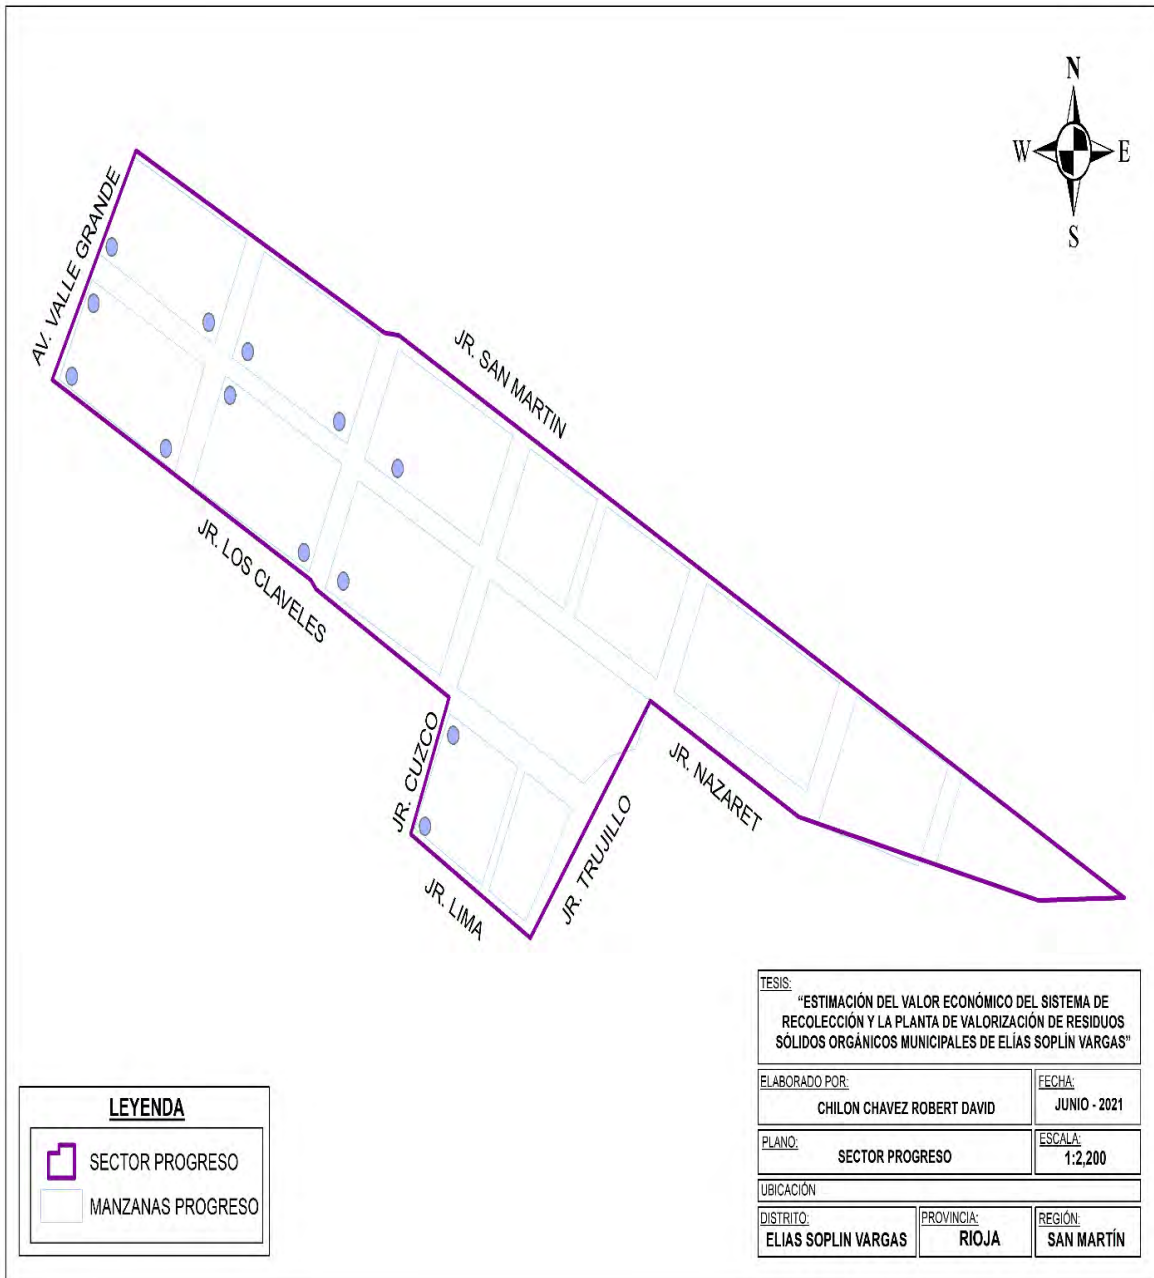 N
W
E
S
AV. VALLE GRANDE
JR. SAN MARTIN
JR. LOS CLAVELES
JR. CUZCO
JR. NAZARET
JR. TRUJILLO
JR. LIMA
TESIS:
“ESTIMACIÓN DEL VALOR ECONÓMICO DEL SISTEMA DE
RECOLECCIÓN Y LA PLANTA DE VALORIZACIÓN DE RESIDUOS
SÓLIDOS ORGÁNICOS MUNICIPALES DE ELÍAS SOPLÍN VARGAS”
ELABORADO POR:
CHILON CHAVEZ ROBERT DAVID
FECHA:
JUNIO - 2021
PLANO:
SECTOR PROGRESO
ESCALA:
1:2,200
UBICACIÓN
DISTRITO:
ELIAS SOPLIN VARGAS
PROVINCIA:
RIOJA
REGIÓN:
SAN MARTÍN
LEYENDA
SECTOR PROGRESO
MANZANAS PROGRESO